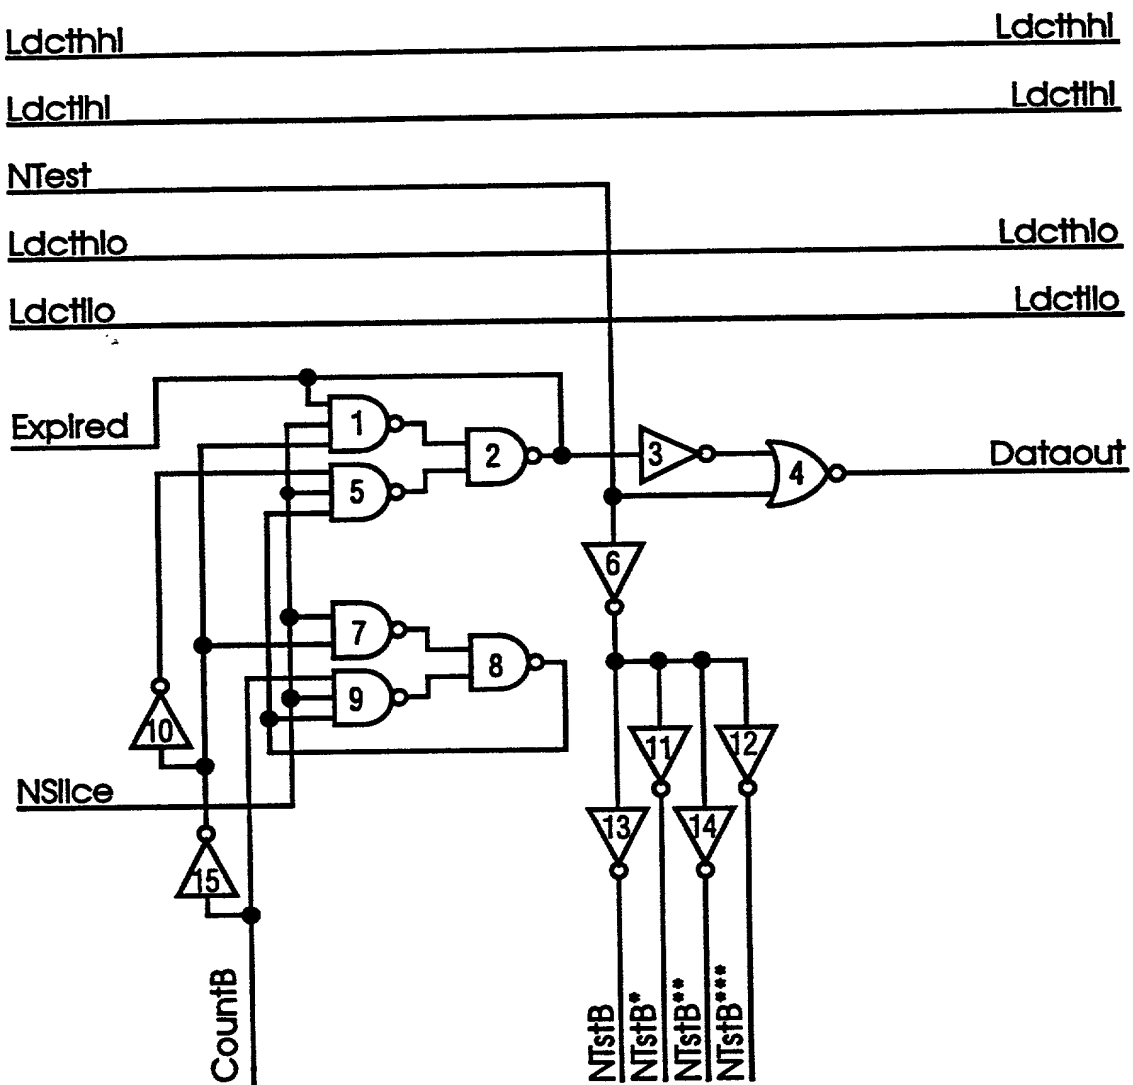 Ldcthhl Ldcthhl
Ldctlhl Ldctlhl
NTest
Ldcthlo Ldcthlo
Ldctllo Ldctllo
Expired
1
2
3
4
Dataout
5
6
7
8
9
10
11
12
NSlice
13
14
15
CountB
NTstB
NTstB*
NTstB**
NTstB***